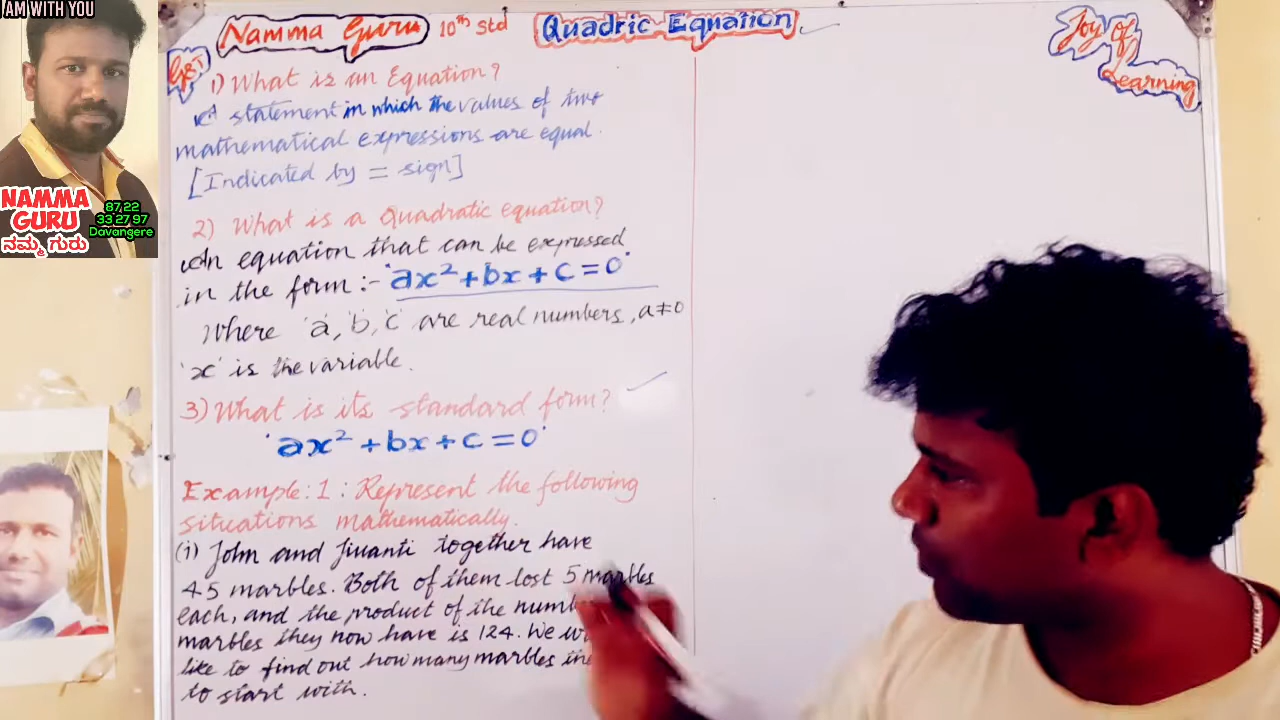 I AM WITH YOU
NAMMA
GURU
ನಮ್ಮ ಗುರು
87,22
33 27 97
Davangere
Namma Guru 10th Std Quadric Equation
Joy of
Learning
1) What is an Equation?
A statement in which the values of two
mathematical expressions are equal.
[Indicated by = sign]
2) What is a Quadratic equation?
An equation that can be expressed
in the form :- 'ax² + bx + c = 0'
Where 'a', 'b', 'c' are real numbers, a ≠ 0
'x' is the variable.
3) What is its standard form?
'ax² + bx + c = 0'
Example: 1 : Represent the following
situations mathematically.
(i) John and Jivanti together have
45 marbles. Both of them lost 5 marbles
each, and the product of the numb
marbles they now have is 124. We w
like to find out how many marbles the
to start with.